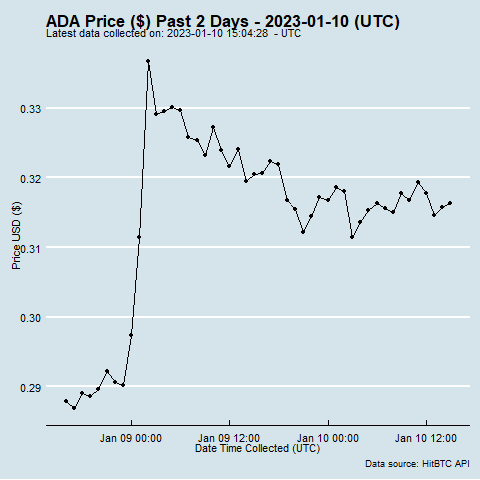 ADA Price ($) Past 2 Days - 2023-01-10 (UTC)
Latest data collected on: 2023-01-10 15:04:28 - UTC
0.33
0.32
0.31
0.30
0.29
Price USD ($)
Jan 09 00:00
Jan 09 12:00
Jan 10 00:00
Jan 10 12:00
Date Time Collected (UTC)
Data source: HitBTC API